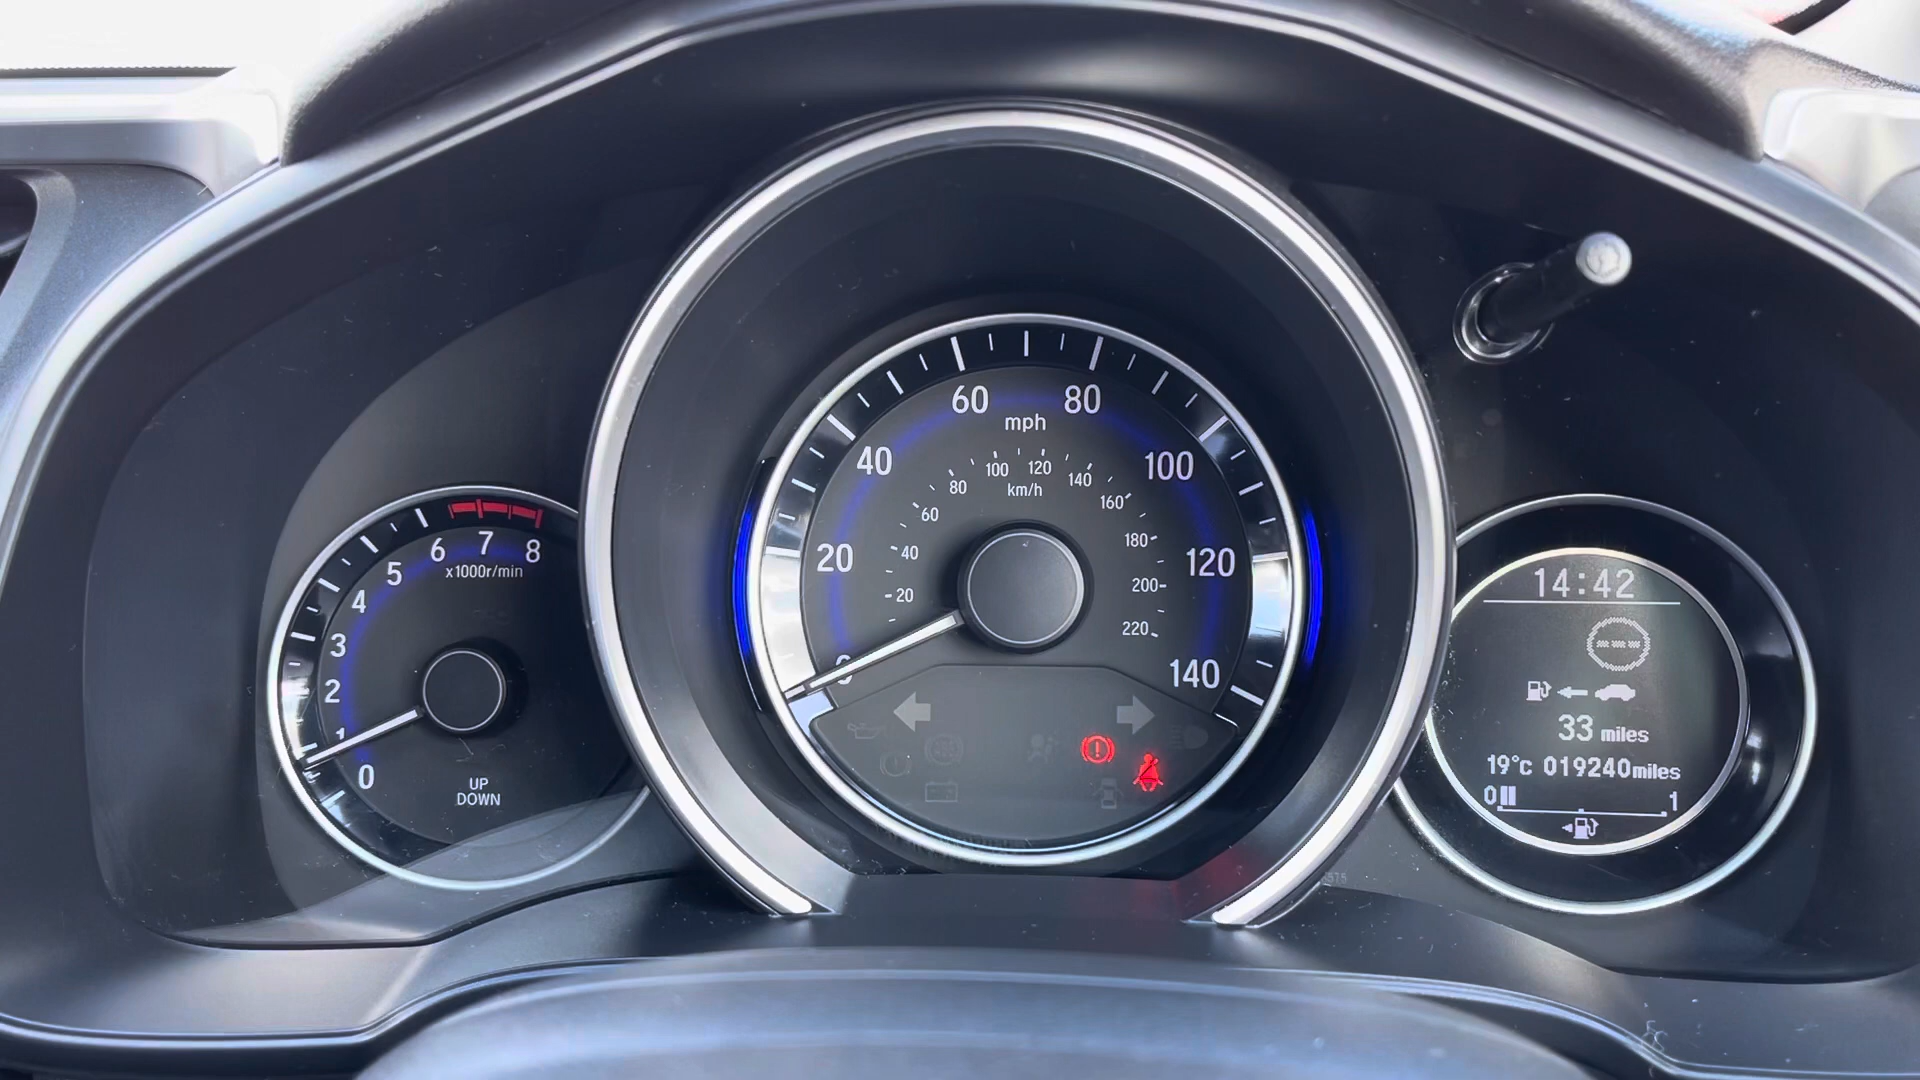 0 1 2 3 4 5 6 7 8
x1000r/min
UP
DOWN
0 20 40 60 80 100 120 140
mph
20 40 60 80 100 120 140 160 180 200 220
km/h
14:42
---
33 miles
19°c 019240miles
0 1